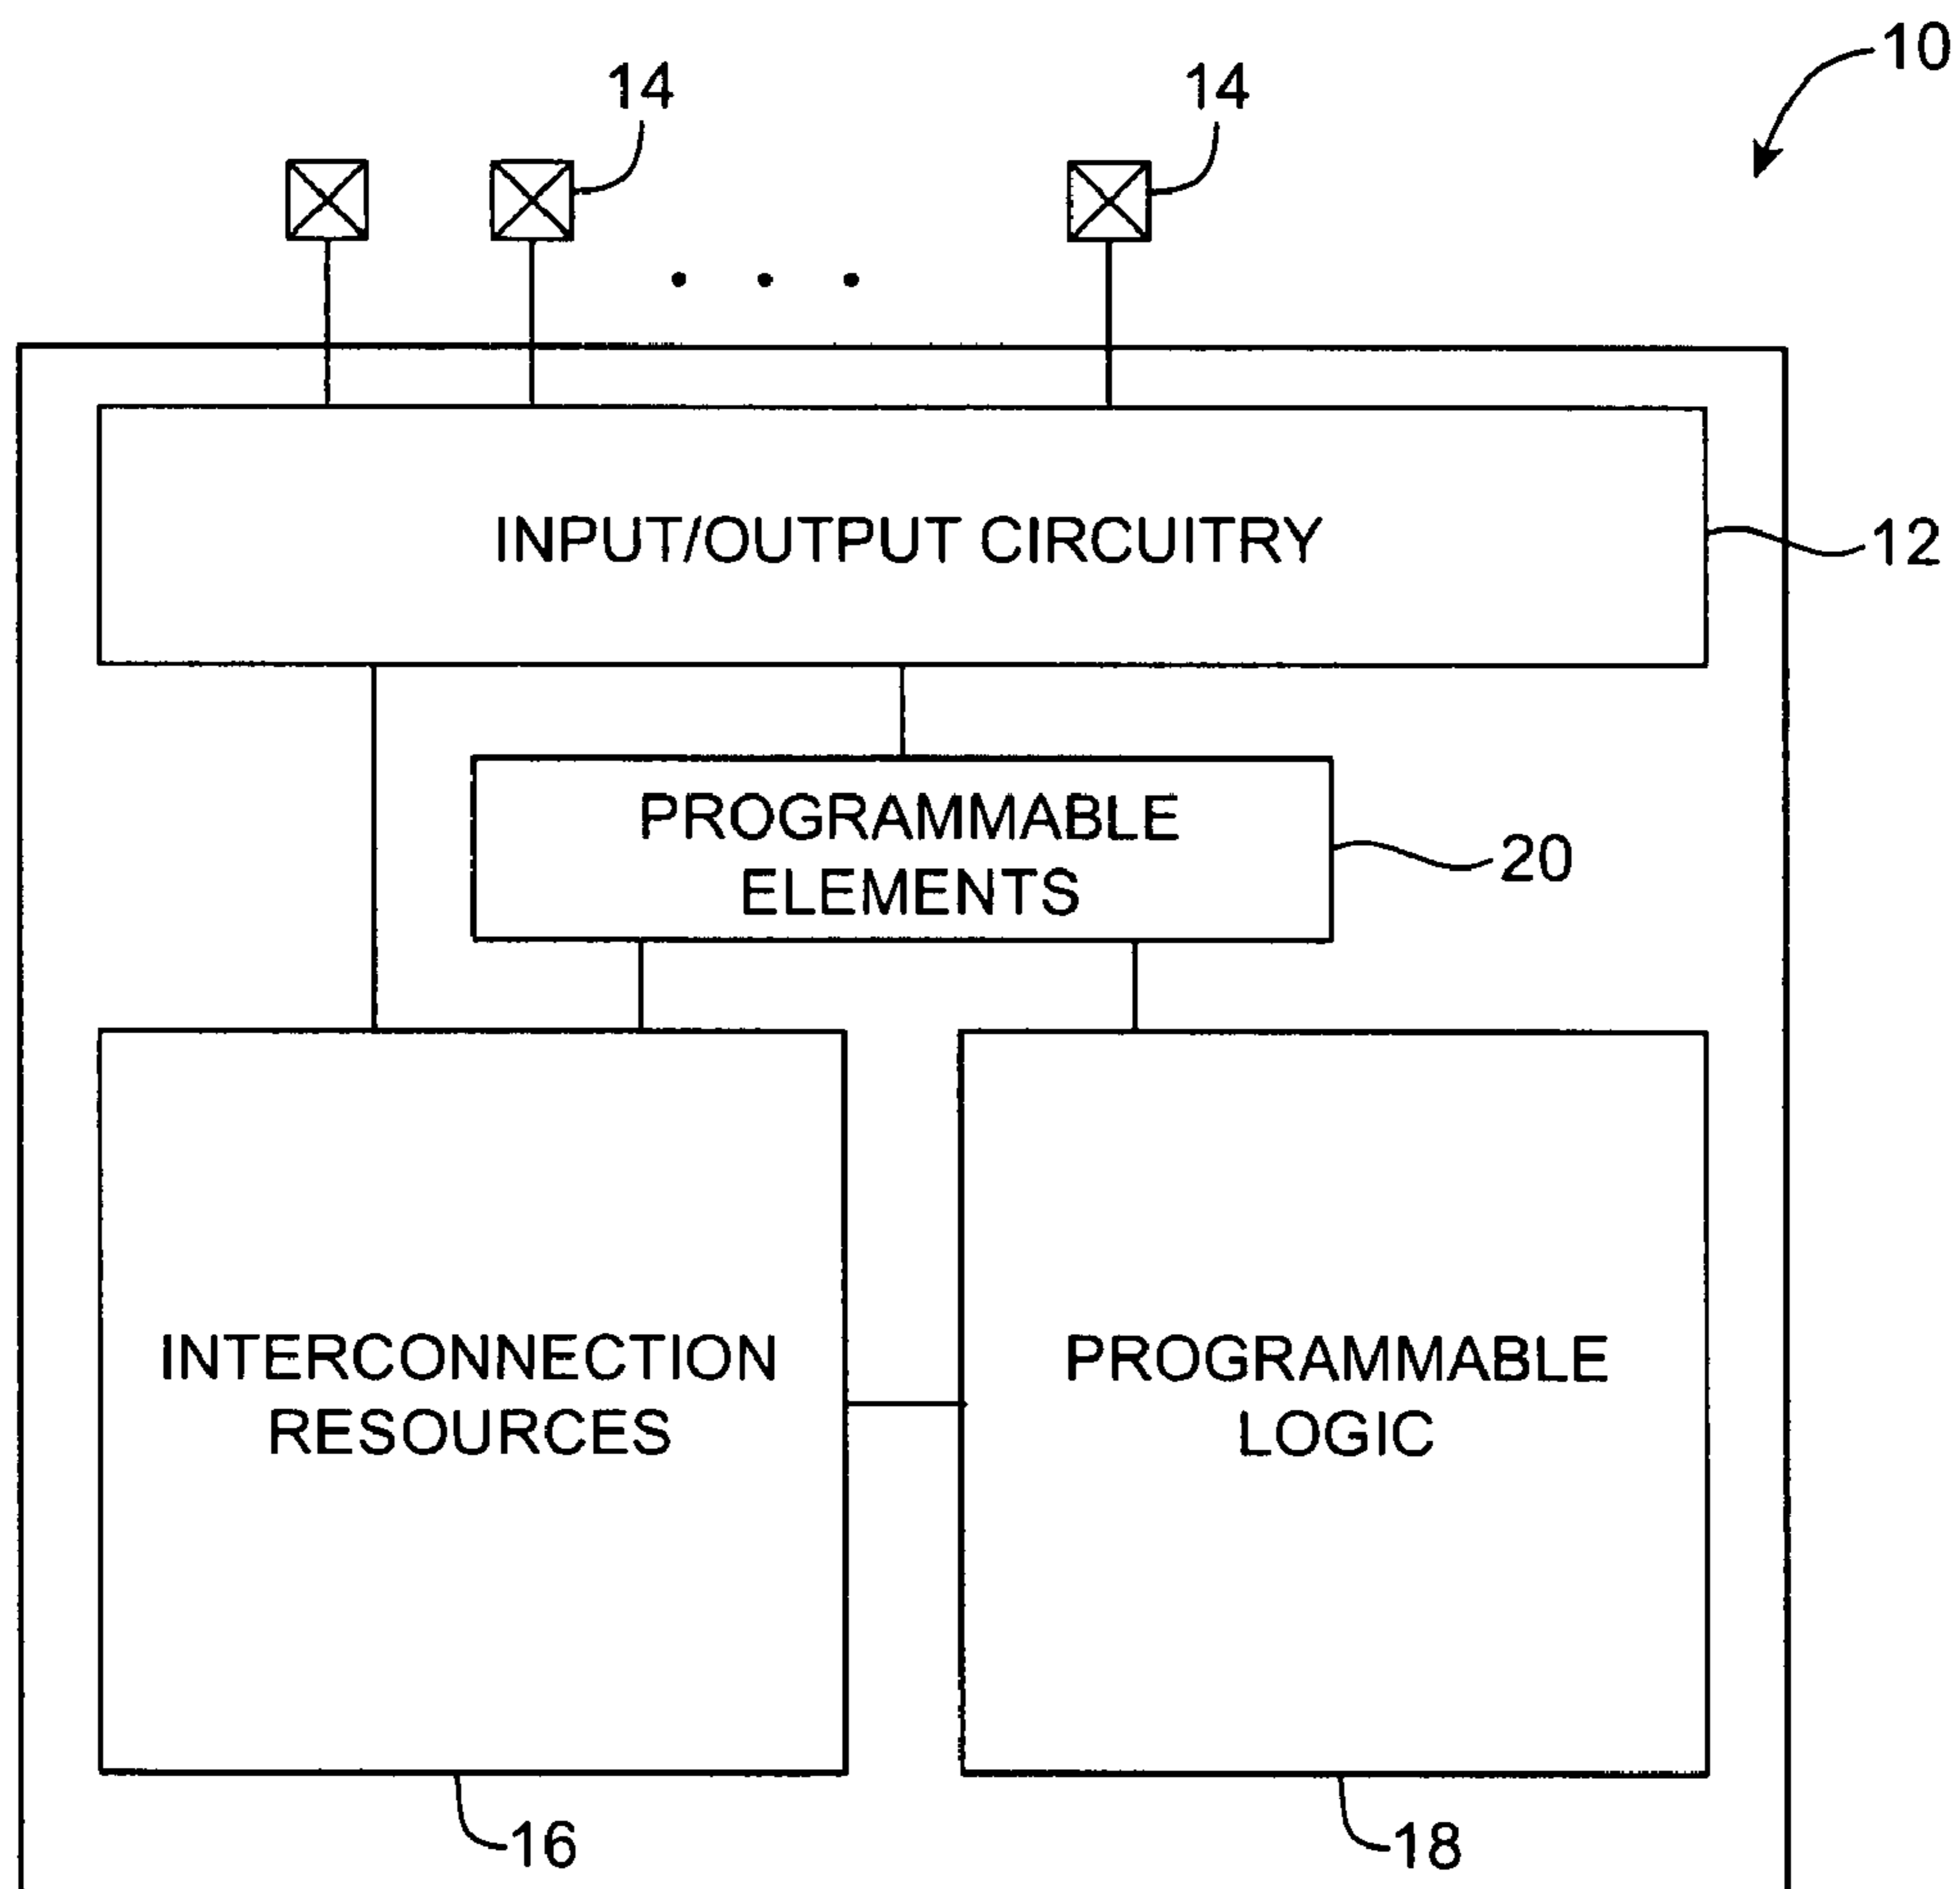 10
14
14
INPUT/OUTPUT CIRCUITRY
12
PROGRAMMABLE
ELEMENTS
20
INTERCONNECTION
RESOURCES
PROGRAMMABLE
LOGIC
16
18